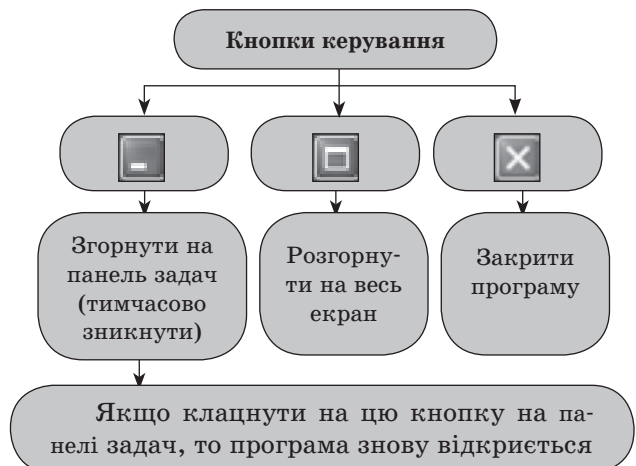 Кнопки керування
Згорнути на
панель задач
(тимчасово
зникнути)
Розгорну-
ти на весь
екран
Закрити
програму
Якщо клацнути на цю кнопку на па-
нелі задач, то програма знову відкриється